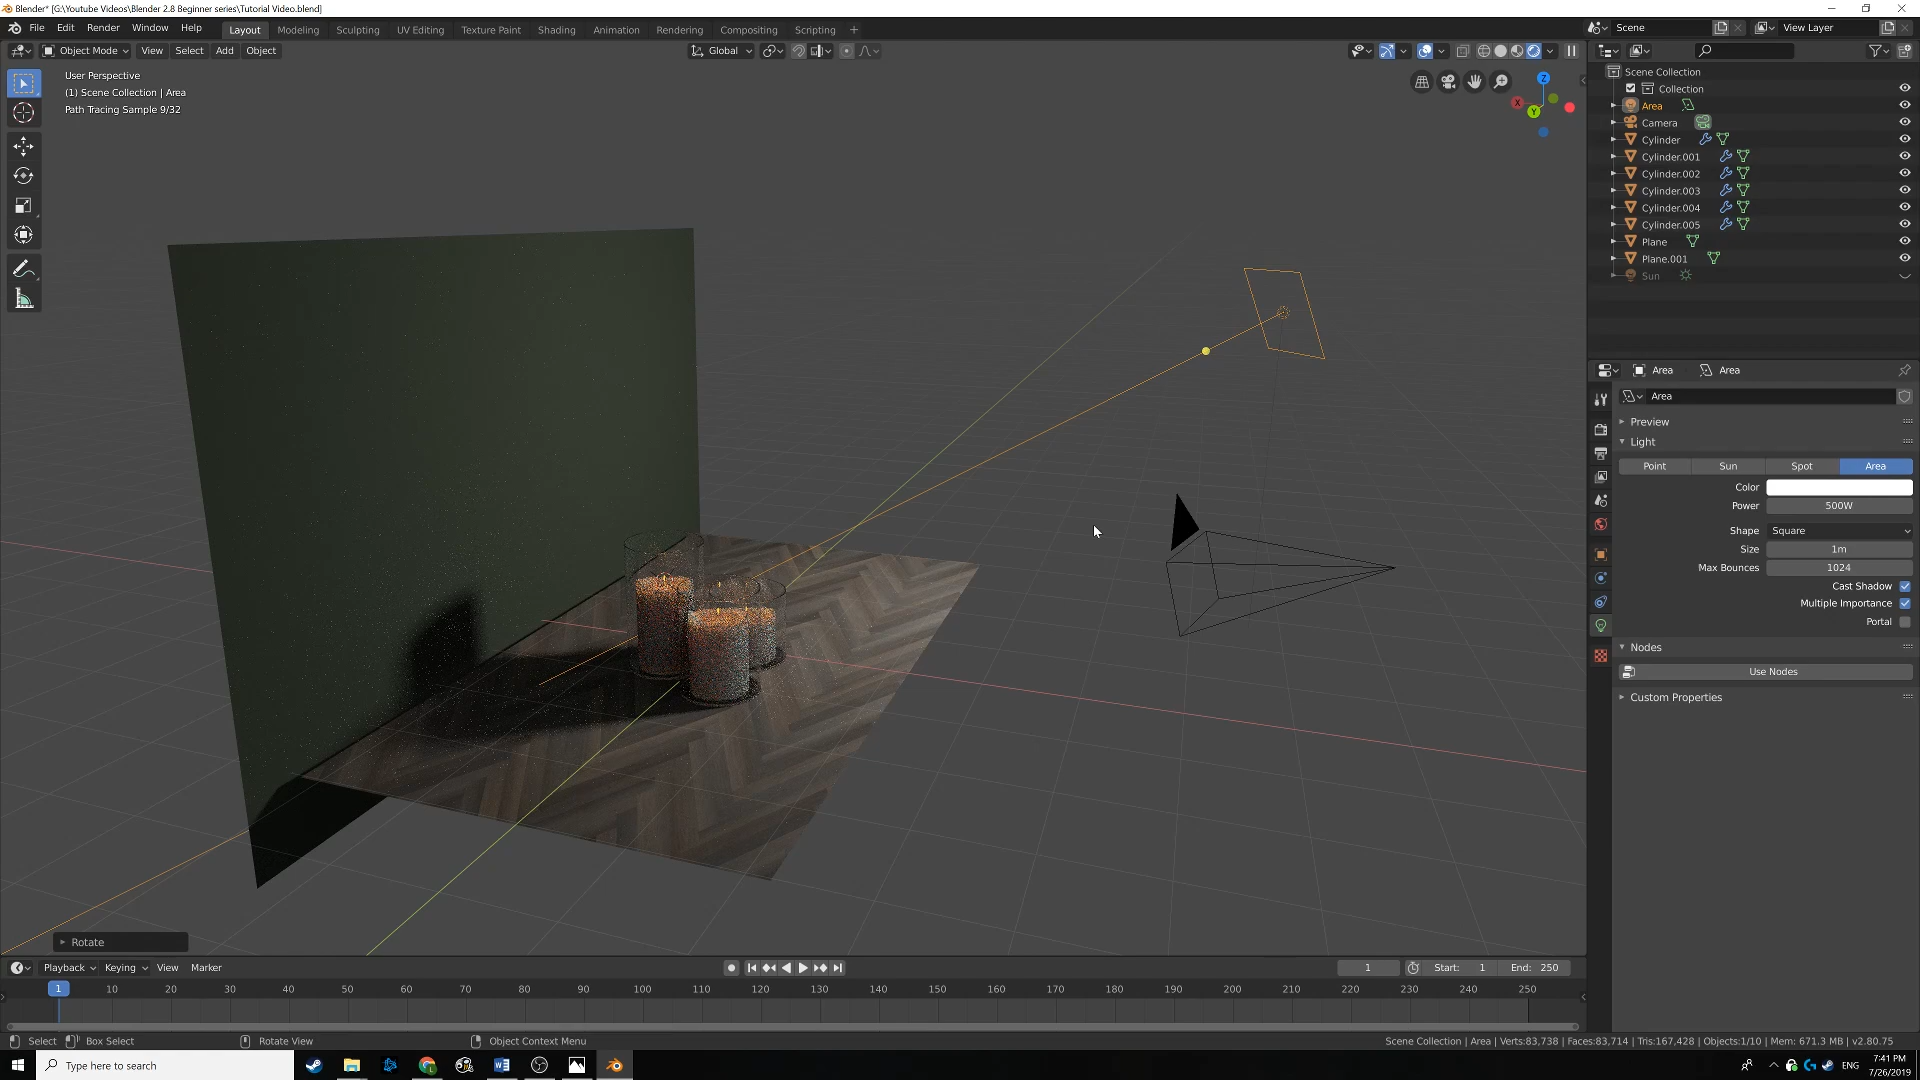 Blender* [G:\Youtube Videos\Blender 2.8 Beginner series\Tutorial Video.blend]
File Edit Render Window Help
Layout Modeling Sculpting UV Editing Texture Paint Shading Animation Rendering Compositing Scripting +
Scene View Layer
Object Mode View Select Add Object
Global
User Perspective
(1) Scene Collection | Area
Path Tracing Sample 9/32
Z
X
Y
Scene Collection
Collection
Area
Camera
Cylinder
Cylinder.001
Cylinder.002
Cylinder.003
Cylinder.004
Cylinder.005
Plane
Plane.001
Sun
Area Area
Area
Preview
Light
Point Sun Spot Area
Color
Power 500W
Shape Square
Size 1m
Max Bounces 1024
Cast Shadow
Multiple Importance
Portal
Nodes
Use Nodes
Custom Properties
Rotate
Playback Keying View Marker
1 Start: 1 End: 250
1 10 20 30 40 50 60 70 80 90 100 110 120 130 140 150 160 170 180 190 200 210 220 230 240 250
Select Box Select Rotate View Object Context Menu
Scene Collection | Area | Verts:83,738 | Faces:83,714 | Tris:167,428 | Objects:1/10 | Mem: 671.3 MB | v2.80.75
Type here to search
ENG
7:41 PM
7/26/2019